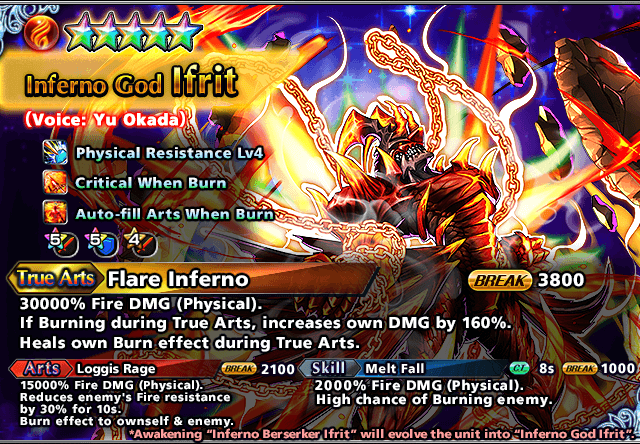 Inferno God Ifrit
(Voice: Yu Okada)
Physical Resistance Lv4
Critical When Burn
Auto-fill Arts When Burn
5 5 4
True Arts Flare Inferno BREAK 3800
30000% Fire DMG (Physical).
If Burning during True Arts, increases own DMG by 160%.
Heals own Burn effect during True Arts.
Arts Loggis Rage BREAK 2100
15000% Fire DMG (Physical).
Reduces enemy's Fire resistance
by 30% for 10s.
Burn effect to ownself & enemy.
Skill Melt Fall CT 8s BREAK 1000
2000% Fire DMG (Physical).
High chance of Burning enemy.
*Awakening "Inferno Berserker Ifrit" will evolve the unit into "Inferno God Ifrit".